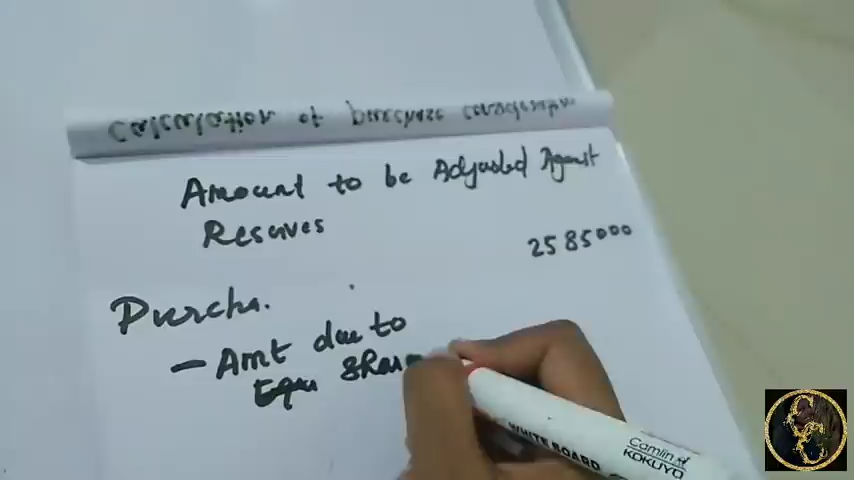 Calculation of purchase consideration
Amount to be Adjusted Against
Reserves
2585000
Purcha.
- Amt due to
Equ Share
WHITE BOARD
Camlin
KOKUYO